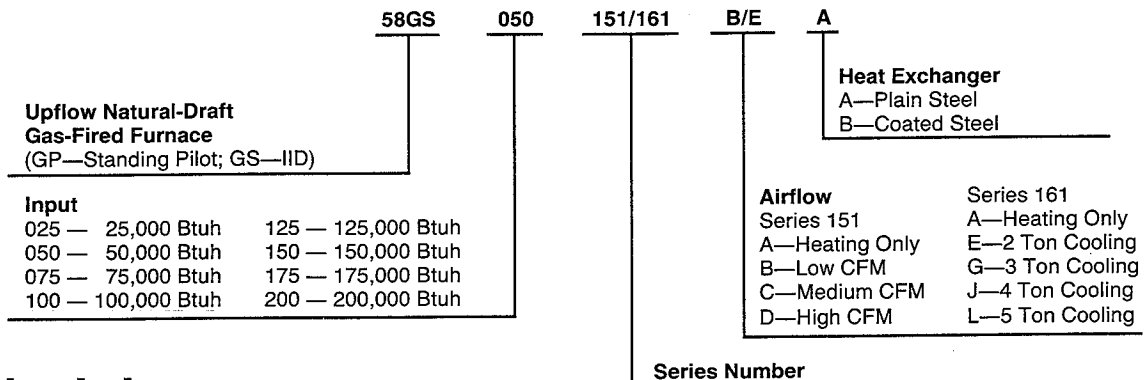 58GS 050 151/161 B/E A
Heat Exchanger
A—Plain Steel
B—Coated Steel
Upflow Natural-Draft
Gas-Fired Furnace
(GP—Standing Pilot; GS—IID)
Input
025 — 25,000 Btuh 125 — 125,000 Btuh
050 — 50,000 Btuh 150 — 150,000 Btuh
075 — 75,000 Btuh 175 — 175,000 Btuh
100 — 100,000 Btuh 200 — 200,000 Btuh
Airflow
Series 151
A—Heating Only
B—Low CFM
C—Medium CFM
D—High CFM
Series 161
A—Heating Only
E—2 Ton Cooling
G—3 Ton Cooling
J—4 Ton Cooling
L—5 Ton Cooling
Series Number